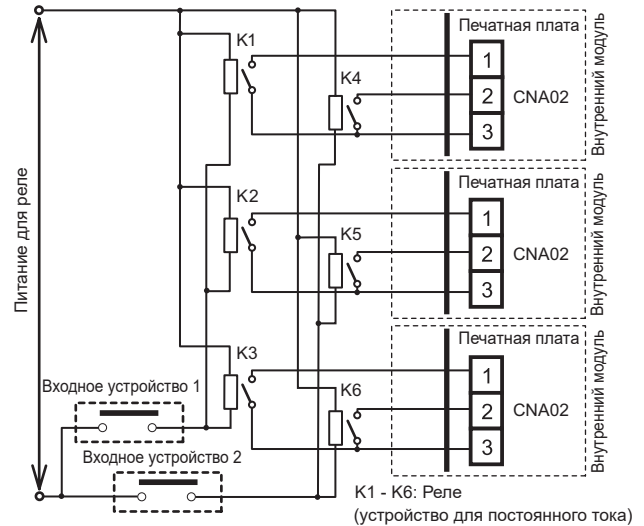 Питание для реле
K1
K4
Печатная плата
1
2
3
CNA02
Внутренний модуль
K2
K5
Печатная плата
1
2
3
CNA02
Внутренний модуль
K3
K6
Печатная плата
1
2
3
CNA02
Внутренний модуль
Входное устройство 1
Входное устройство 2
K1 - K6: Реле
(устройство для постоянного тока)